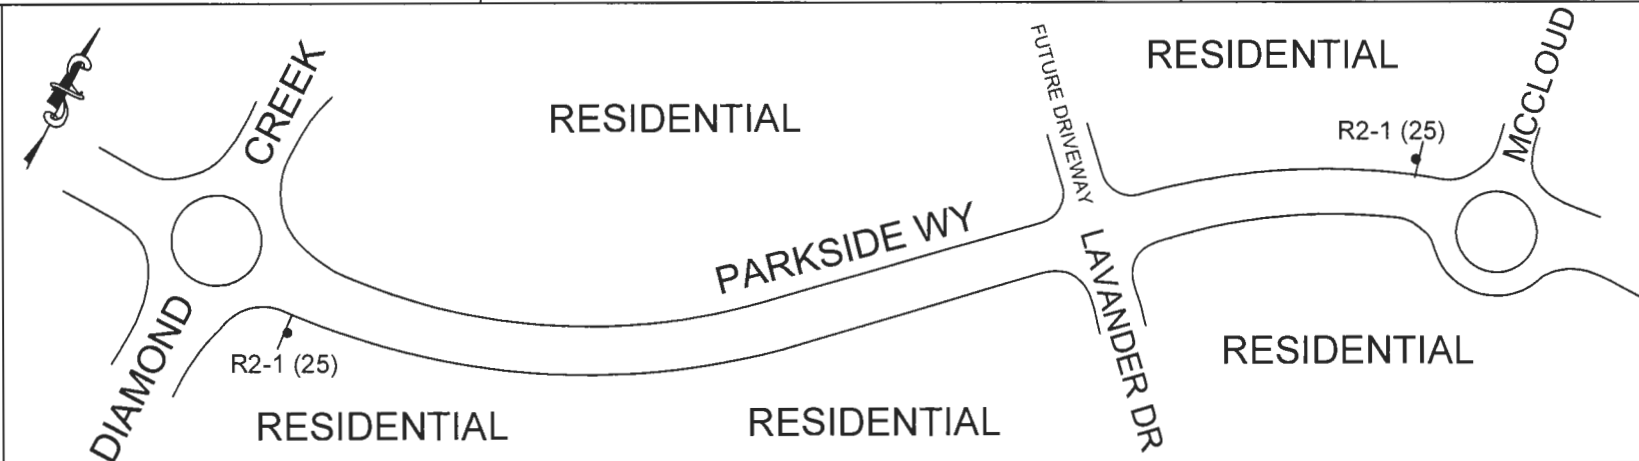 CREEK
RESIDENTIAL
FUTURE DRIVEWAY
RESIDENTIAL
MCCLOUD
R2-1 (25)
PARKSIDE WY
DIAMOND
R2-1 (25)
LAVANDER DR
RESIDENTIAL
RESIDENTIAL
RESIDENTIAL